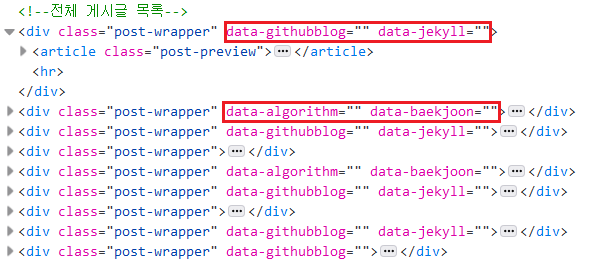 <!--전체 게시글 목록-->
<div class="post-wrapper" data-githubblog="" data-jekyll="">
<article class="post-preview">…</article>
<hr>
</div>
<div class="post-wrapper" data-algorithm="" data-baekjoon="">…</div>
<div class="post-wrapper" data-githubblog="" data-jekyll="">…</div>
<div class="post-wrapper">…</div>
<div class="post-wrapper" data-algorithm="" data-baekjoon="">…</div>
<div class="post-wrapper" data-githubblog="" data-jekyll="">…</div>
<div class="post-wrapper">…</div>
<div class="post-wrapper" data-githubblog="" data-jekyll="">…</div>
<div class="post-wrapper" data-githubblog="">…</div>